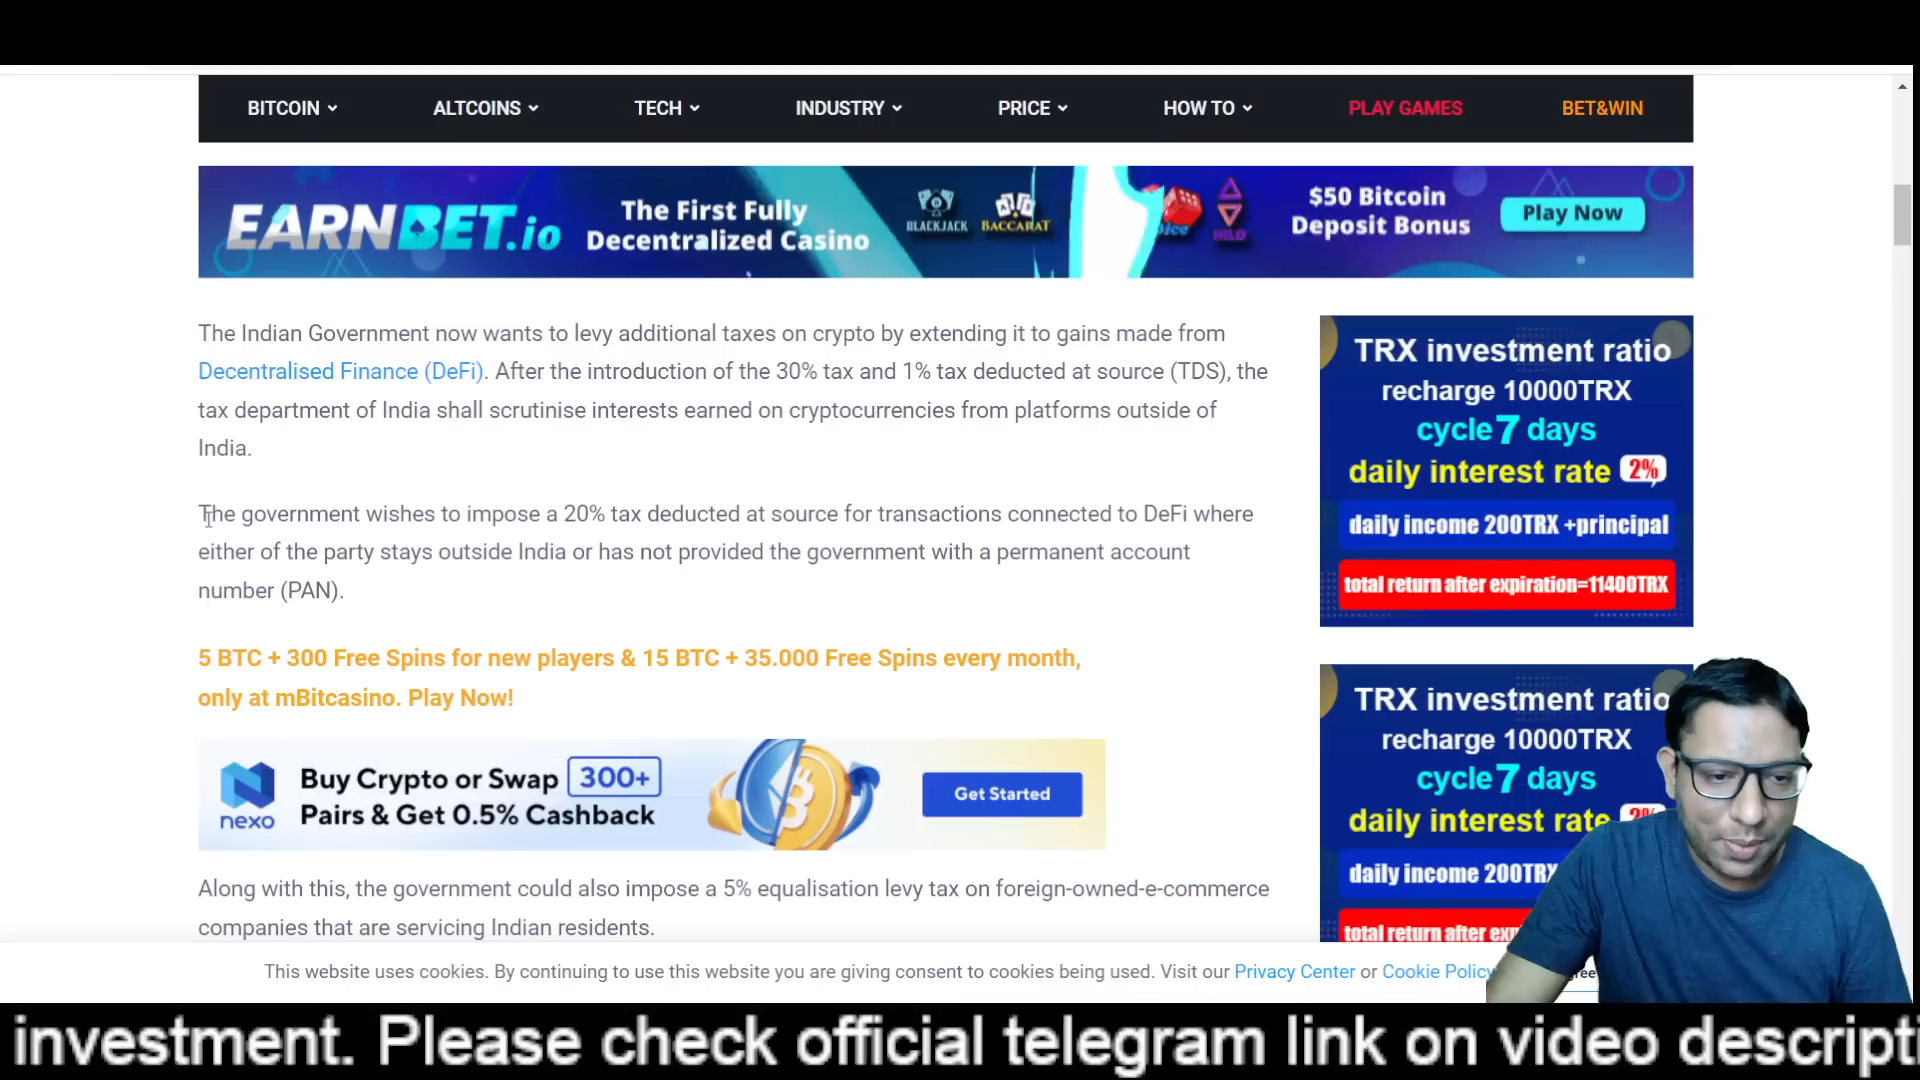 BITCOIN
ALTCOINS
TECH
INDUSTRY
PRICE
HOW TO
PLAY GAMES
BET&WIN
EARNBET.io
The First Fully
Decentralized Casino
BLACKJACK
BACCARAT
HILO
$50 Bitcoin
Deposit Bonus
Play Now
The Indian Government now wants to levy additional taxes on crypto by extending it to gains made from
Decentralised Finance (DeFi). After the introduction of the 30% tax and 1% tax deducted at source (TDS), the
tax department of India shall scrutinise interests earned on cryptocurrencies from platforms outside of
India.
The government wishes to impose a 20% tax deducted at source for transactions connected to DeFi where
either of the party stays outside India or has not provided the government with a permanent account
number (PAN).
5 BTC + 300 Free Spins for new players & 15 BTC + 35.000 Free Spins every month,
only at mBitcasino. Play Now!
nexo
Buy Crypto or Swap 300+
Pairs & Get 0.5% Cashback
Get Started
Along with this, the government could also impose a 5% equalisation levy tax on foreign-owned-e-commerce
companies that are servicing Indian residents.
TRX investment ratio
recharge 10000TRX
cycle 7 days
daily interest rate 2%
daily income 200TRX +principal
total return after expiration=11400TRX
TRX investment ratio
recharge 10000TRX
cycle 7 days
daily interest rate
daily income 200TRX
total return after
This website uses cookies. By continuing to use this website you are giving consent to cookies being used. Visit our Privacy Center or Cookie Policy
investment. Please check official telegram link on video descripti